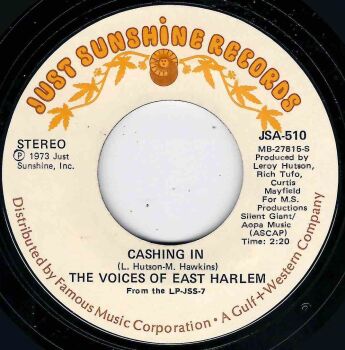 JUST SUNSHINE RECORDS
STEREO
Ⓟ 1973 Just
Sunshine, Inc.
JSA-510
MB-27815-S
Produced by
Leroy Hutson,
Rich Tufo,
Curtis
Mayfield
For M.S.
Productions
Silent Giant/
Aopa Music
(ASCAP)
Time: 2:20
CASHING IN
(L. Hutson-M. Hawkins)
THE VOICES OF EAST HARLEM
From the LP-JSS-7
Distributed by Famous Music Corporation • A Gulf+Western Company